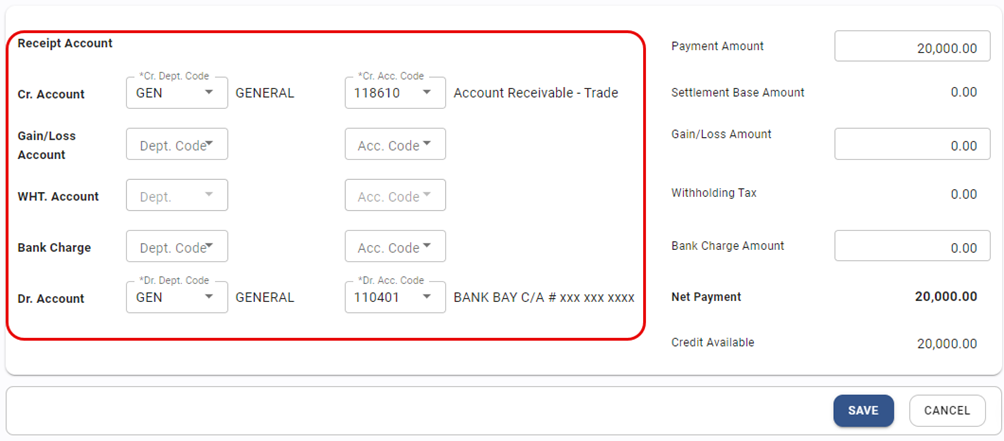 Receipt Account
*Cr. Dept. Code
*Cr. Acc. Code
Cr. Account GEN GENERAL 118610 Account Receivable - Trade
Gain/Loss
Account
Dept. Code Acc. Code
WHT. Account Dept. Acc. Code
Bank Charge Dept. Code Acc. Code
*Dr. Dept. Code
*Dr. Acc. Code
Dr. Account GEN GENERAL 110401 BANK BAY C/A # xxx xxx xxxx
Payment Amount 20,000.00
Settlement Base Amount 0.00
Gain/Loss Amount 0.00
Withholding Tax 0.00
Bank Charge Amount 0.00
Net Payment 20,000.00
Credit Available 20,000.00
SAVE CANCEL